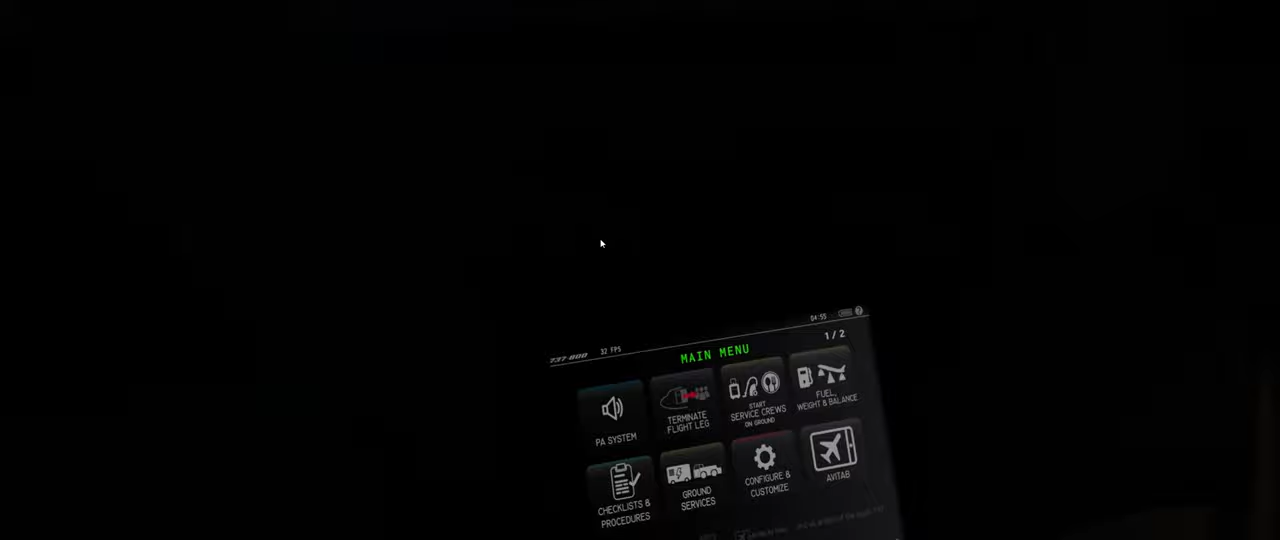 737-800 32 FPS 04:55
MAIN MENU 1/2
PA SYSTEM
TERMINATE
FLIGHT LEG
START
SERVICE CREWS
ON GROUND
FUEL,
WEIGHT & BALANCE
CHECKLISTS &
PROCEDURES
GROUND
SERVICES
CONFIGURE &
CUSTOMIZE
AVITAB